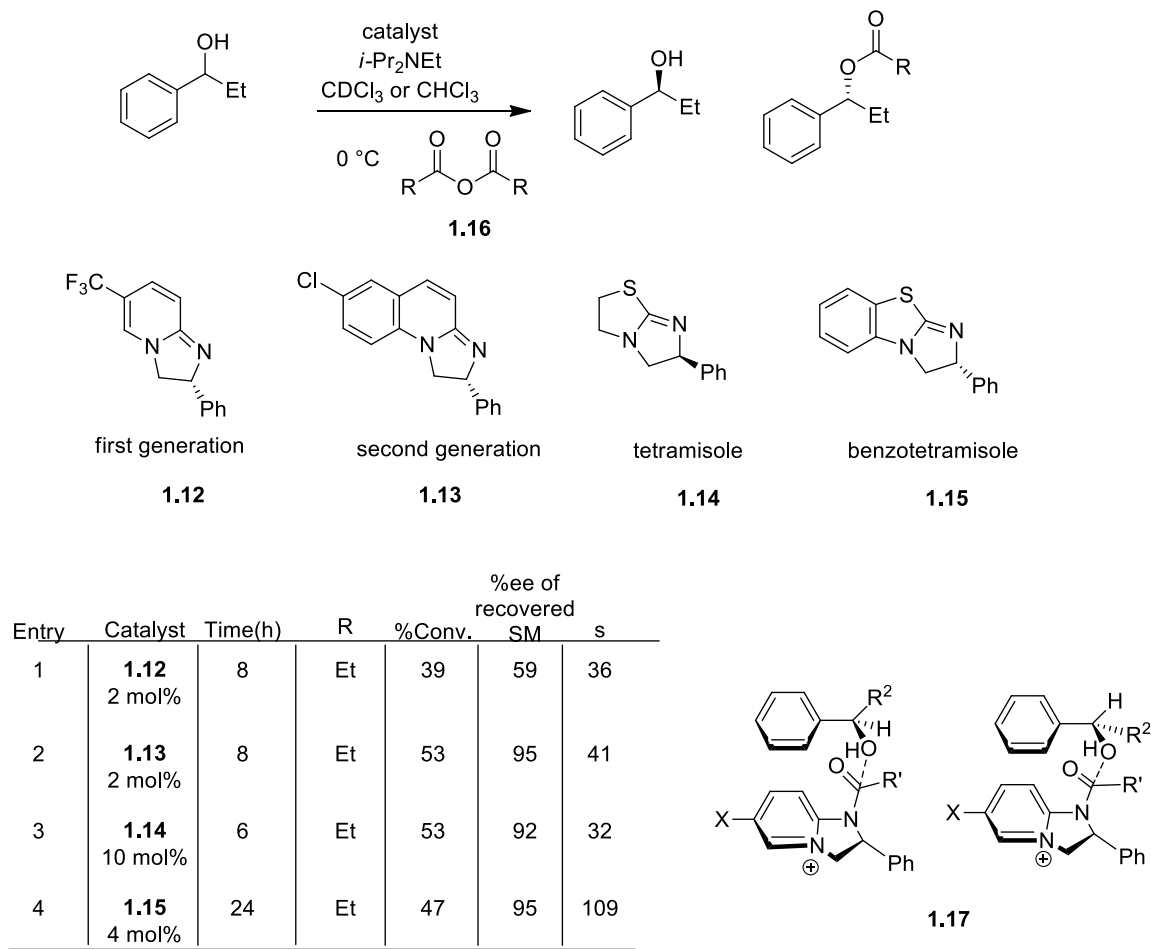 OH
Et
catalyst
i-Pr2NEt
CDCl3 or CHCl3
0 °C
O O
R O R
1.16
OH
Et
O
O R
Et
F3C
N N
Ph
first generation
1.12
Cl
N N
Ph
second generation
1.13
S
N N
Ph
tetramisole
1.14
S
N N
Ph
benzotetramisole
1.15
%ee of
recovered
Entry Catalyst Time(h) R %Conv. SM s
1 1.12 8 Et 39 59 36
2 mol%
2 1.13 8 Et 53 95 41
2 mol%
3 1.14 6 Et 53 92 32
10 mol%
4 1.15 24 Et 47 95 109
4 mol%
R2
H
HO
O
R'
X
N
N
⊕
Ph
H
R2
HO
O
R'
X
N
N
⊕
Ph
1.17